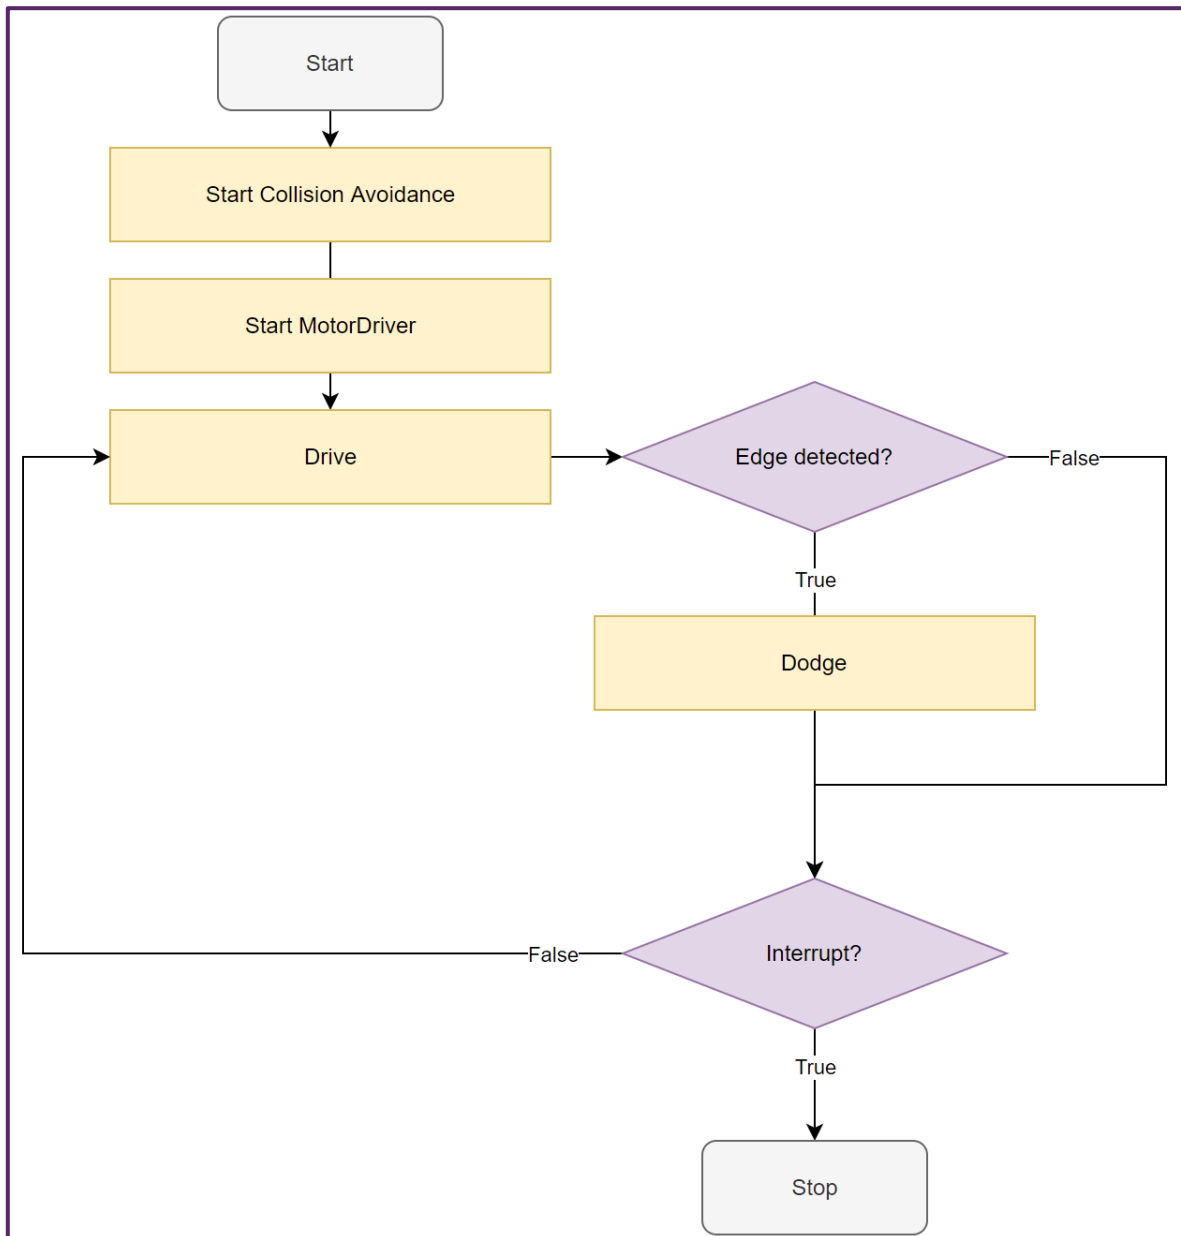 Start
Start Collision Avoidance
Start MotorDriver
Drive
Edge detected?
False
True
Dodge
False
Interrupt?
True
Stop